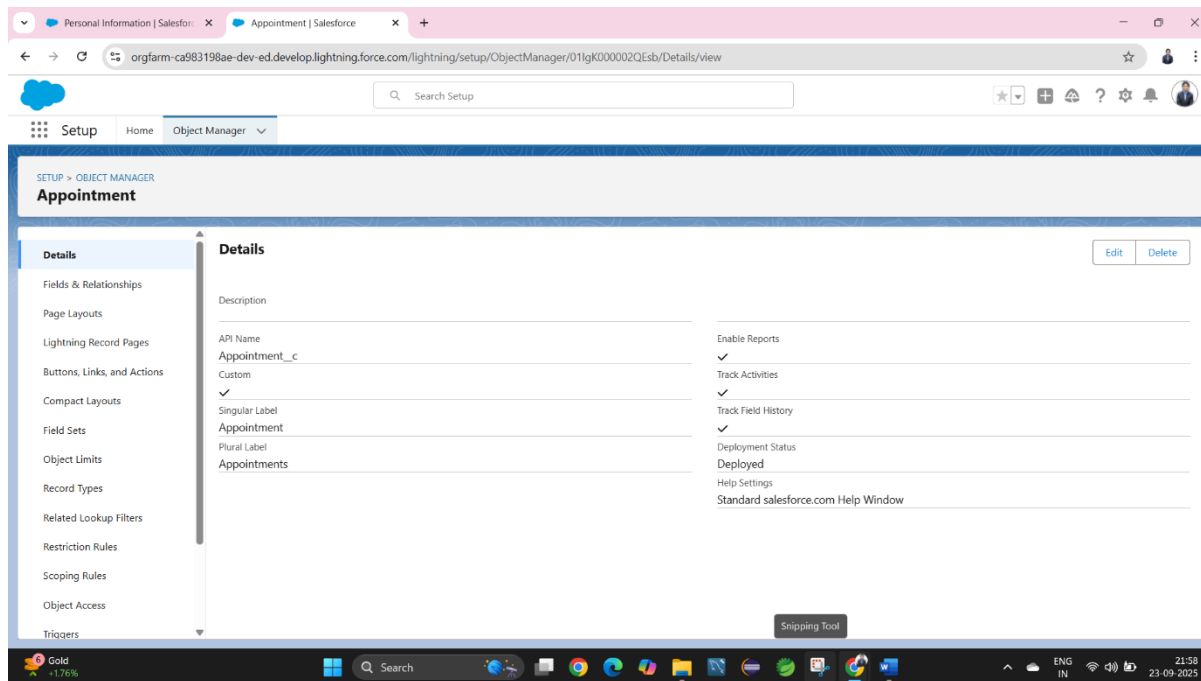 Personal Information | Salesforc
Appointment | Salesforce
orgfarm-ca983198ae-dev-ed.develop.lightning.force.com/lightning/setup/ObjectManager/01IgK000002QEsb/Details/view
Search Setup
Setup
Home
Object Manager
SETUP > OBJECT MANAGER
Appointment
Details
Fields & Relationships
Page Layouts
Lightning Record Pages
Buttons, Links, and Actions
Compact Layouts
Field Sets
Object Limits
Record Types
Related Lookup Filters
Restriction Rules
Scoping Rules
Object Access
Triggers
Details
Edit
Delete
Description
API Name
Appointment__c
Custom
Singular Label
Appointment
Plural Label
Appointments
Enable Reports
Track Activities
Track Field History
Deployment Status
Deployed
Help Settings
Standard salesforce.com Help Window
Snipping Tool
6
Gold
+1.76%
Search
ENG
IN
21:58
23-09-2025